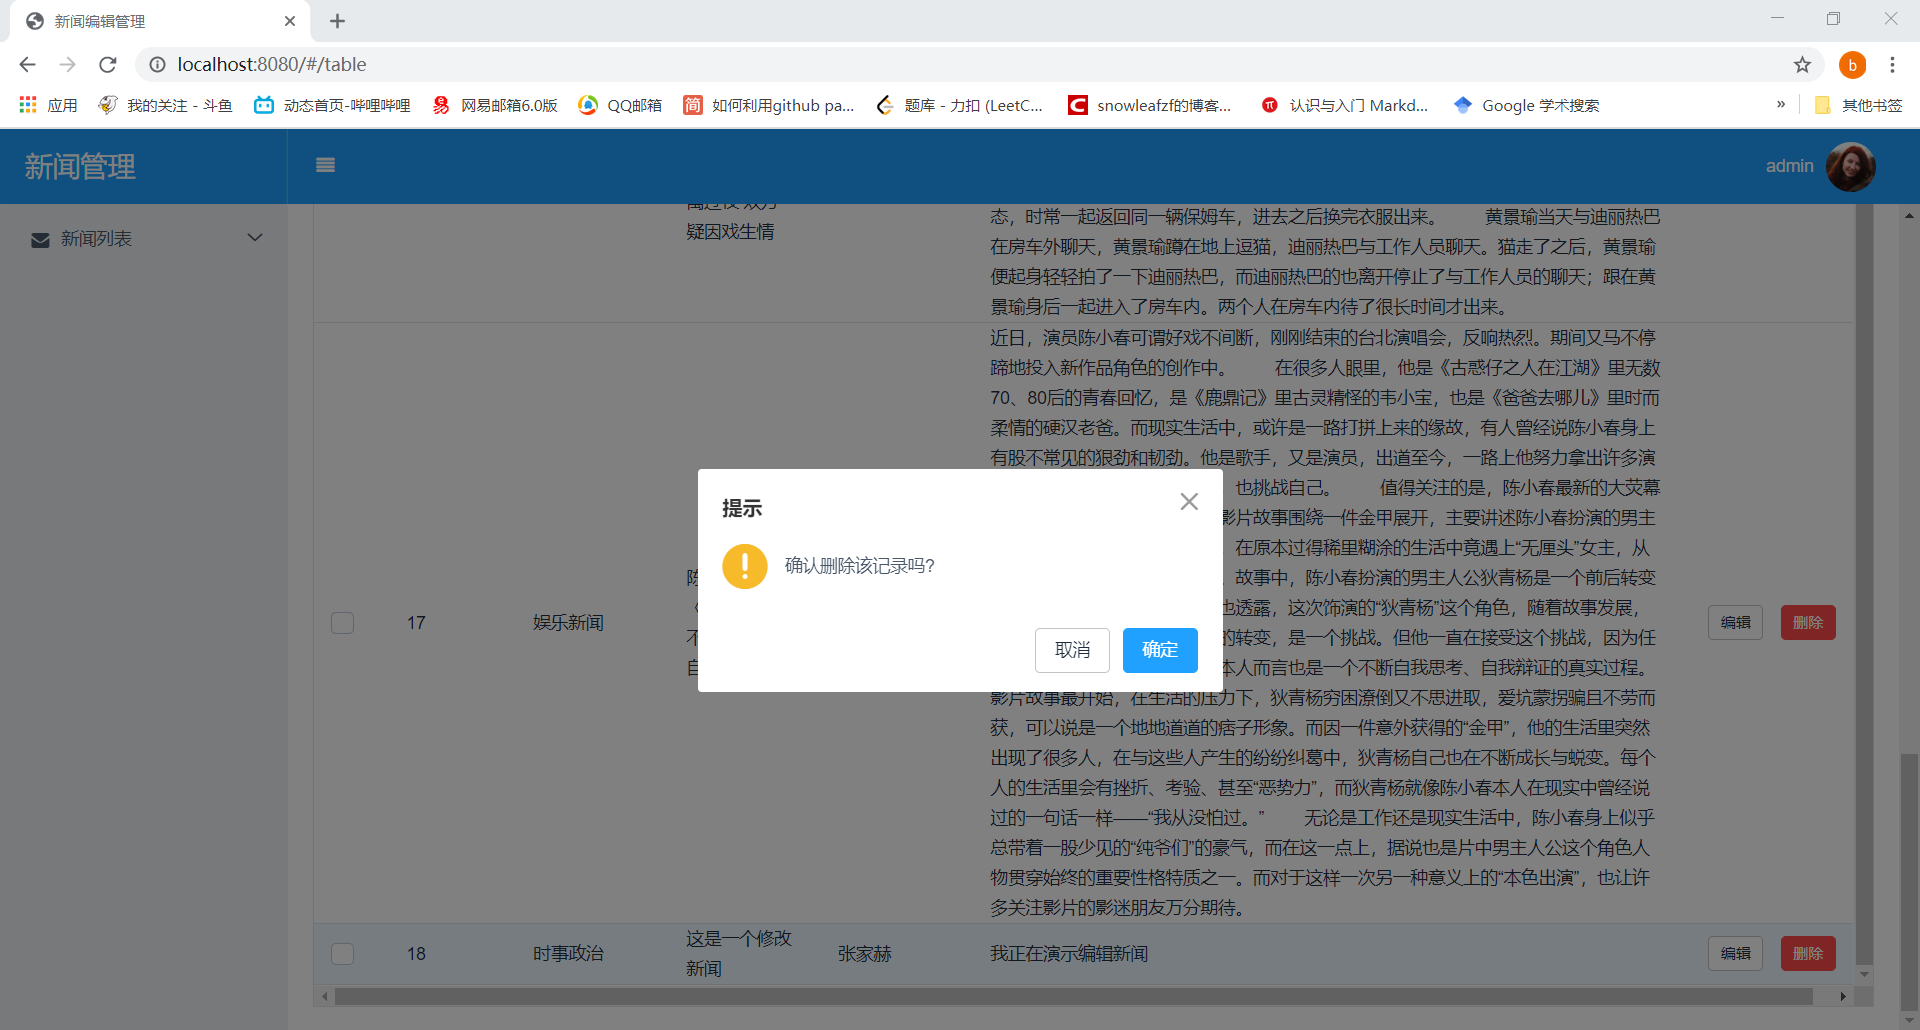 新闻编辑管理
localhost:8080/#/table
b
应用
我的关注 - 斗鱼
动态首页-哔哩哔哩
网易邮箱6.0版
QQ邮箱
简
如何利用github pa...
题库 - 力扣 (LeetC...
snowleafzf的博客...
认识与入门 Markd...
Google 学术搜索
»
其他书签
新闻管理
admin
新闻列表
疑因戏生情
态，时常一起返回同一辆保姆车，进去之后换完衣服出来。 黄景瑜当天与迪丽热巴
在房车外聊天，黄景瑜蹲在地上逗猫，迪丽热巴与工作人员聊天。猫走了之后，黄景瑜
便起身轻轻拍了一下迪丽热巴，而迪丽热巴的也离开停止了与工作人员的聊天；跟在黄
景瑜身后一起进入了房车内。两个人在房车内待了很长时间才出来。
近日，演员陈小春可谓好戏不间断，刚刚结束的台北演唱会，反响热烈。期间又马不停
蹄地投入新作品角色的创作中。 在很多人眼里，他是《古惑仔之人在江湖》里无数
70、80后的青春回忆，是《鹿鼎记》里古灵精怪的韦小宝，也是《爸爸去哪儿》里时而
柔情的硬汉老爸。而现实生活中，或许是一路打拼上来的缘故，有人曾经说陈小春身上
有股不常见的狠劲和韧劲。他是歌手，又是演员，出道至今，一路上他努力拿出许多演
也挑战自己。 值得关注的是，陈小春最新的大荧幕
影片故事围绕一件金甲展开，主要讲述陈小春扮演的男主
在原本过得稀里糊涂的生活中竟遇上“无厘头”女主，从
故事中，陈小春扮演的男主人公狄青杨是一个前后转变
也透露，这次饰演的“狄青杨”这个角色，随着故事发展，
的转变，是一个挑战。但他一直在接受这个挑战，因为任
本人而言也是一个不断自我思考、自我辩证的真实过程。
影片故事最开始，在生活的压力下，狄青杨穷困潦倒又不思进取，爱坑蒙拐骗且不劳而
获，可以说是一个地地道道的痞子形象。而因一件意外获得的“金甲”，他的生活里突然
出现了很多人，在与这些人产生的纷纷纠葛中，狄青杨自己也在不断成长与蜕变。每个
人的生活里会有挫折、考验、甚至“恶势力”，而狄青杨就像陈小春本人在现实中曾经说
过的一句话一样——“我从没怕过。” 无论是工作还是现实生活中，陈小春身上似乎
总带着一股少见的“纯爷们”的豪气，而在这一点上，据说也是片中男主人公这个角色人
物贯穿始终的重要性格特质之一。而对于这样一次另一种意义上的“本色出演”，也让许
多关注影片的影迷朋友万分期待。
17
娱乐新闻
编辑
删除
提示
确认删除该记录吗?
取消
确定
18
时事政治
这是一个修改
新闻
张家赫
我正在演示编辑新闻
编辑
删除